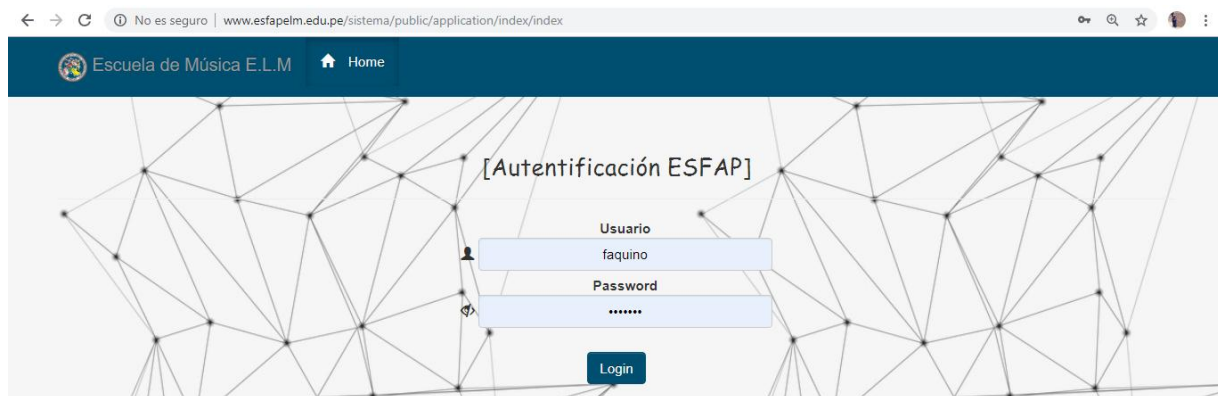 No es seguro | www.esfapelm.edu.pe/sistema/public/application/index/index
Escuela de Música E.L.M Home
[Autentificación ESFAP]
Usuario
faquino
Password
•••••••
Login